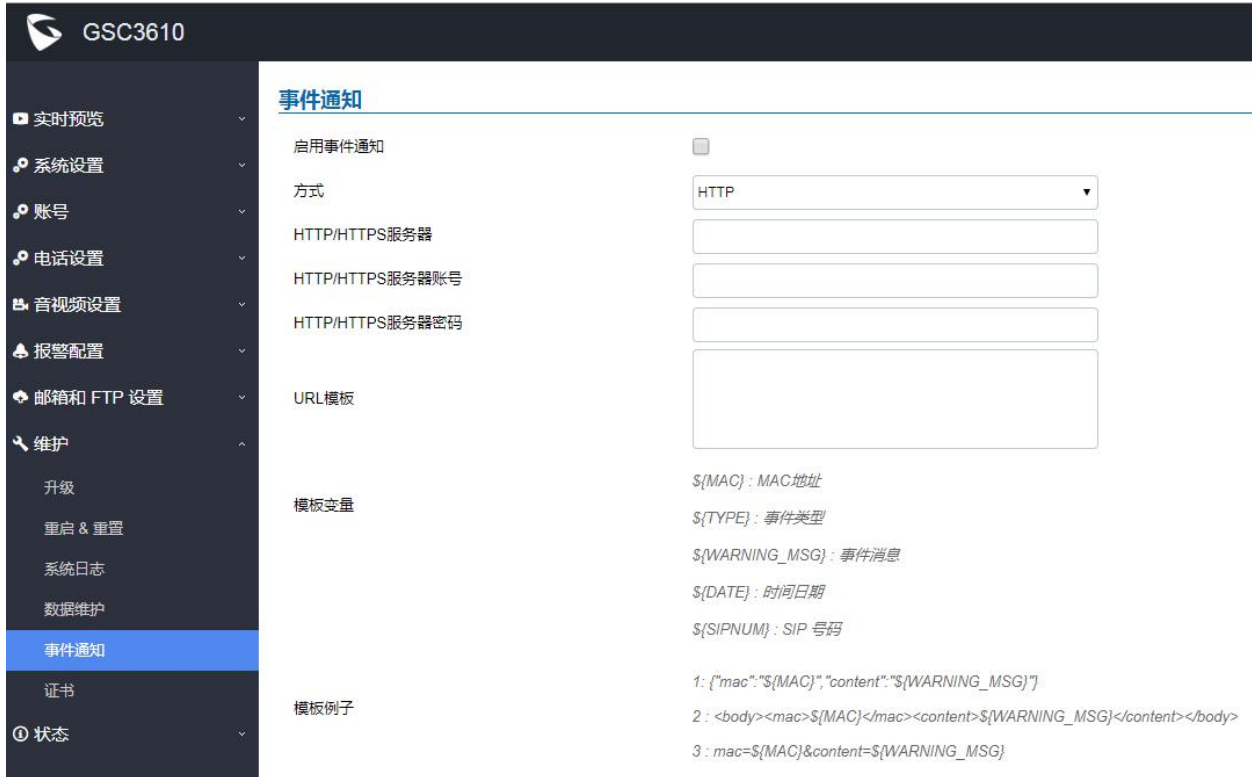 GSC3610
实时预览
系统设置
账号
电话设置
音视频设置
报警配置
邮箱和 FTP 设置
维护
升级
重启 & 重置
系统日志
数据维护
事件通知
证书
状态
事件通知
启用事件通知
方式
HTTP
HTTP/HTTPS服务器
HTTP/HTTPS服务器账号
HTTP/HTTPS服务器密码
URL模板
模板变量
${MAC} : MAC地址
${TYPE} : 事件类型
${WARNING_MSG} : 事件消息
${DATE} : 时间日期
${SIPNUM} : SIP 号码
模板例子
1: {"mac":"${MAC}","content":"${WARNING_MSG}"}
2 : <body><mac>${MAC}</mac><content>${WARNING_MSG}</content></body>
3 : mac=${MAC}&content=${WARNING_MSG}